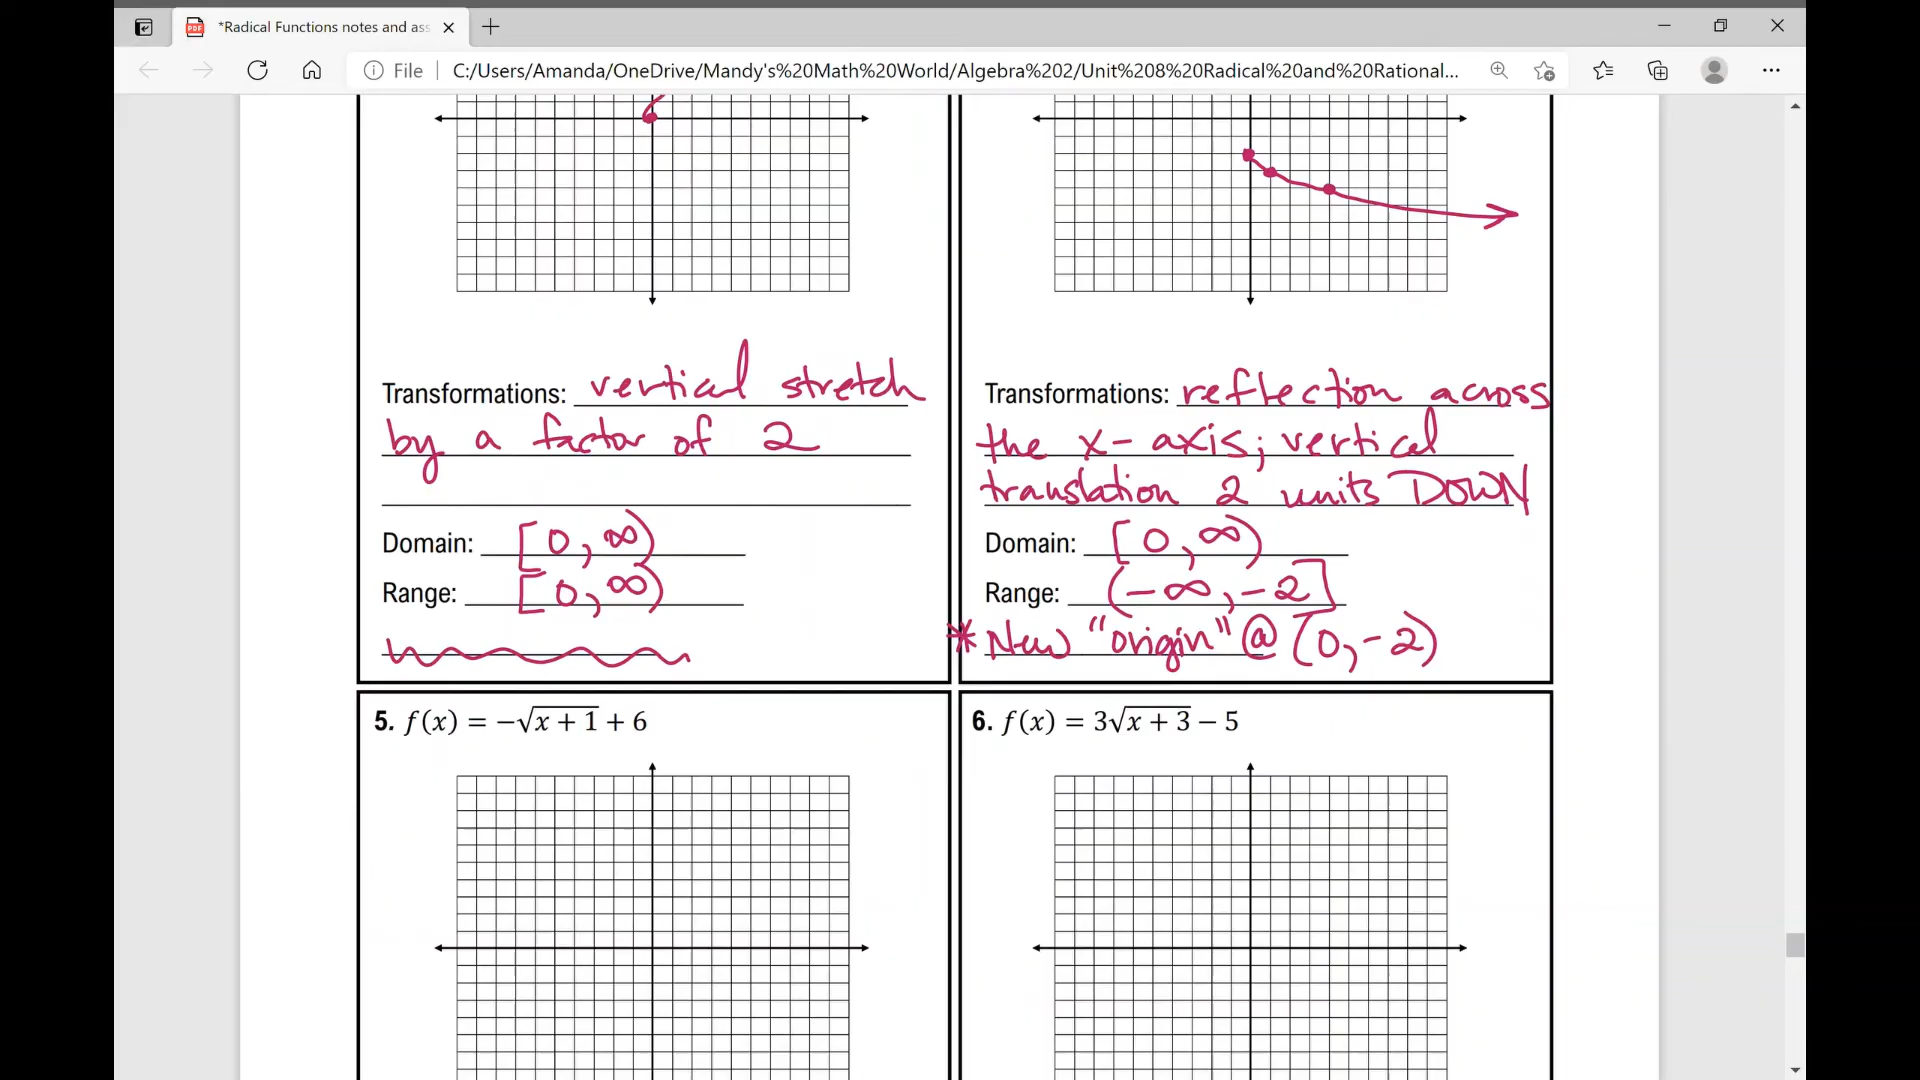 *Radical Functions notes and ass
File
C:/Users/Amanda/OneDrive/Mandy's%20Math%20World/Algebra%202/Unit%208%20Radical%20and%20Rational...
Transformations: vertical stretch
by a factor of 2
Domain: [0, ∞)
Range: [0, ∞)
Transformations: reflection across
the x-axis; vertical
translation 2 units DOWN
Domain: [0, ∞)
Range: (-∞, -2]
*New "origin" @ (0, -2)
5. f(x) = −√(x + 1) + 6
6. f(x) = 3√(x + 3) − 5